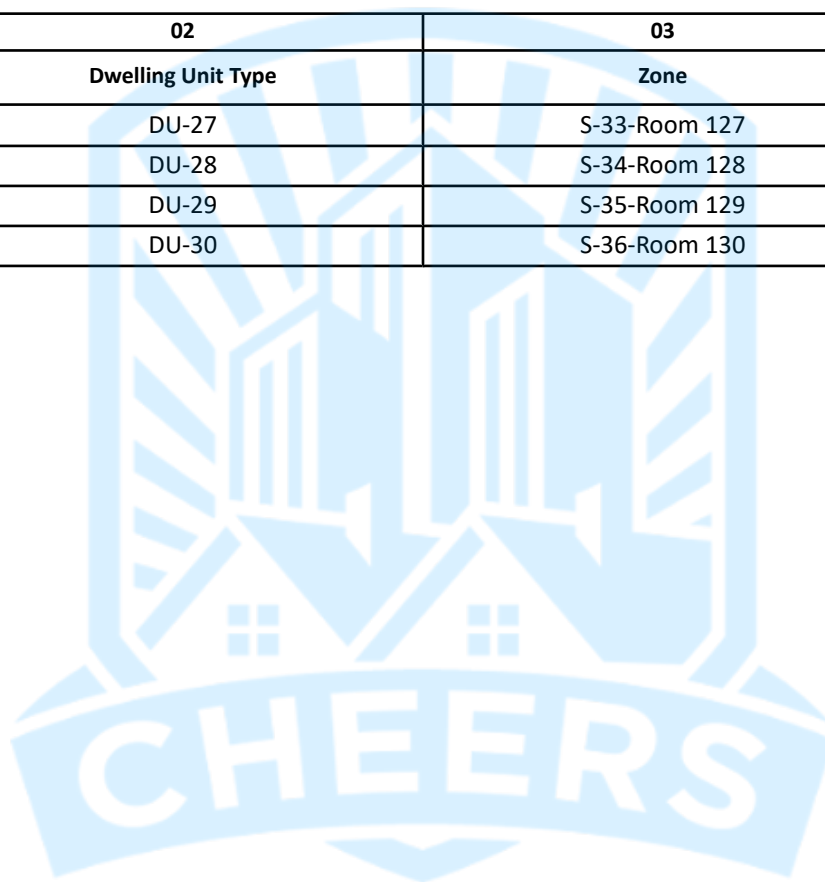 02 03
Dwelling Unit Type Zone
DU-27 S-33-Room 127
DU-28 S-34-Room 128
DU-29 S-35-Room 129
DU-30 S-36-Room 130
CHEERS